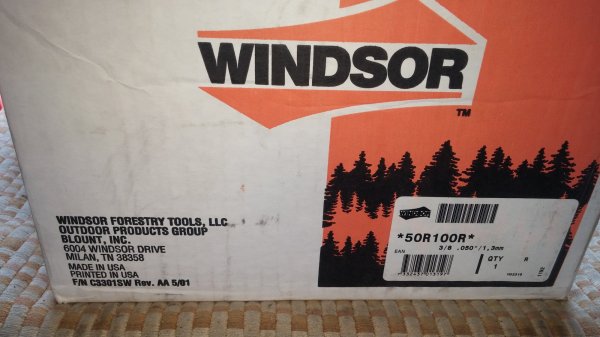 WINDSOR
TM
WINDSOR FORESTRY TOOLS, LLC
OUTDOOR PRODUCTS GROUP
BLOUNT, INC.
6004 WINDSOR DRIVE
MILAN, TN 38358
MADE IN USA
PRINTED IN USA
F/N C3301SW Rev. AA 5/01
*50R100R*
3/8 .050"/1,3mm
EAN
QTY
R
1